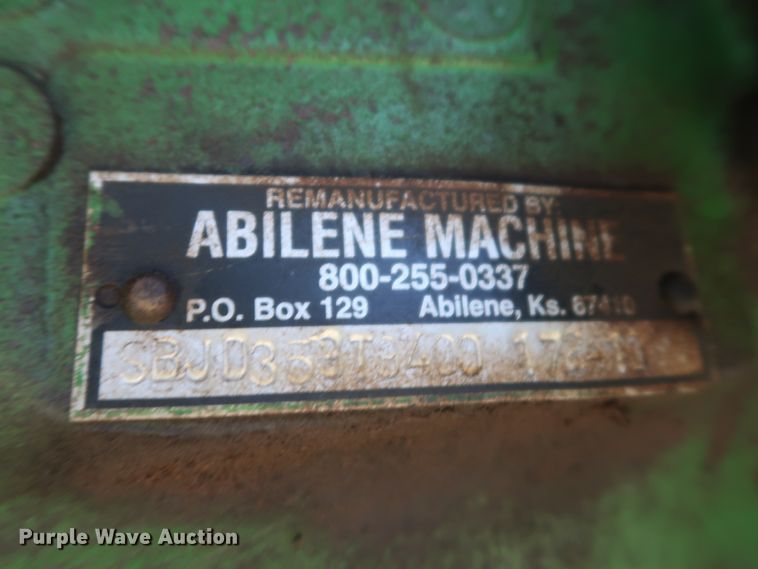 REMANUFACTURED BY:
ABILENE MACHINE
800-255-0337
P.O. Box 129 Abilene, Ks. 67410
Purple Wave Auction